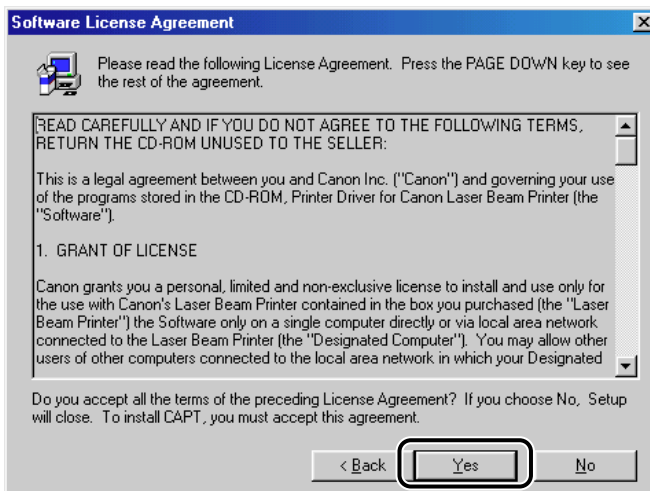 Software License Agreement
Please read the following License Agreement. Press the PAGE DOWN key to see
the rest of the agreement.
READ CAREFULLY AND IF YOU DO NOT AGREE TO THE FOLLOWING TERMS,
RETURN THE CD-ROM UNUSED TO THE SELLER:
This is a legal agreement between you and Canon Inc. ("Canon") and governing your use
of the programs stored in the CD-ROM, Printer Driver for Canon Laser Beam Printer (the
"Software").
1. GRANT OF LICENSE
Canon grants you a personal, limited and non-exclusive license to install and use only for
the use with Canon's Laser Beam Printer contained in the box you purchased (the "Laser
Beam Printer") the Software only on a single computer directly or via local area network
connected to the Laser Beam Printer (the "Designated Computer"). You may allow other
users of other computers connected to the local area network in which your Designated
Do you accept all the terms of the preceding License Agreement? If you choose No, Setup
will close. To install CAPT, you must accept this agreement.
< Back Yes No